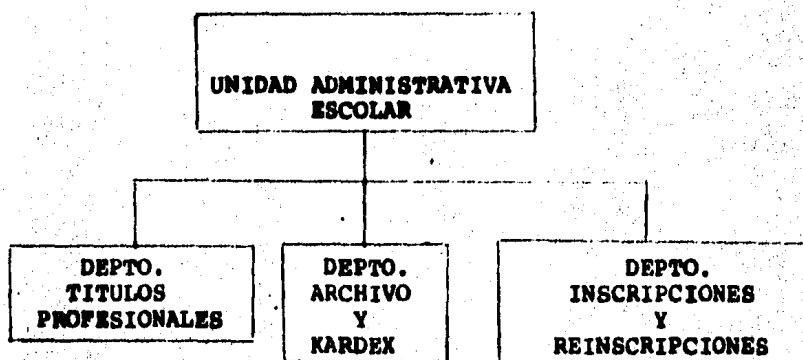 UNIDAD ADMINISTRATIVA
ESCOLAR
DEPTO.
TITULOS
PROFESIONALES
DEPTO.
ARCHIVO
Y
KARDEX
DEPTO.
INSCRIPCIONES
Y
REINSCRIPCIONES